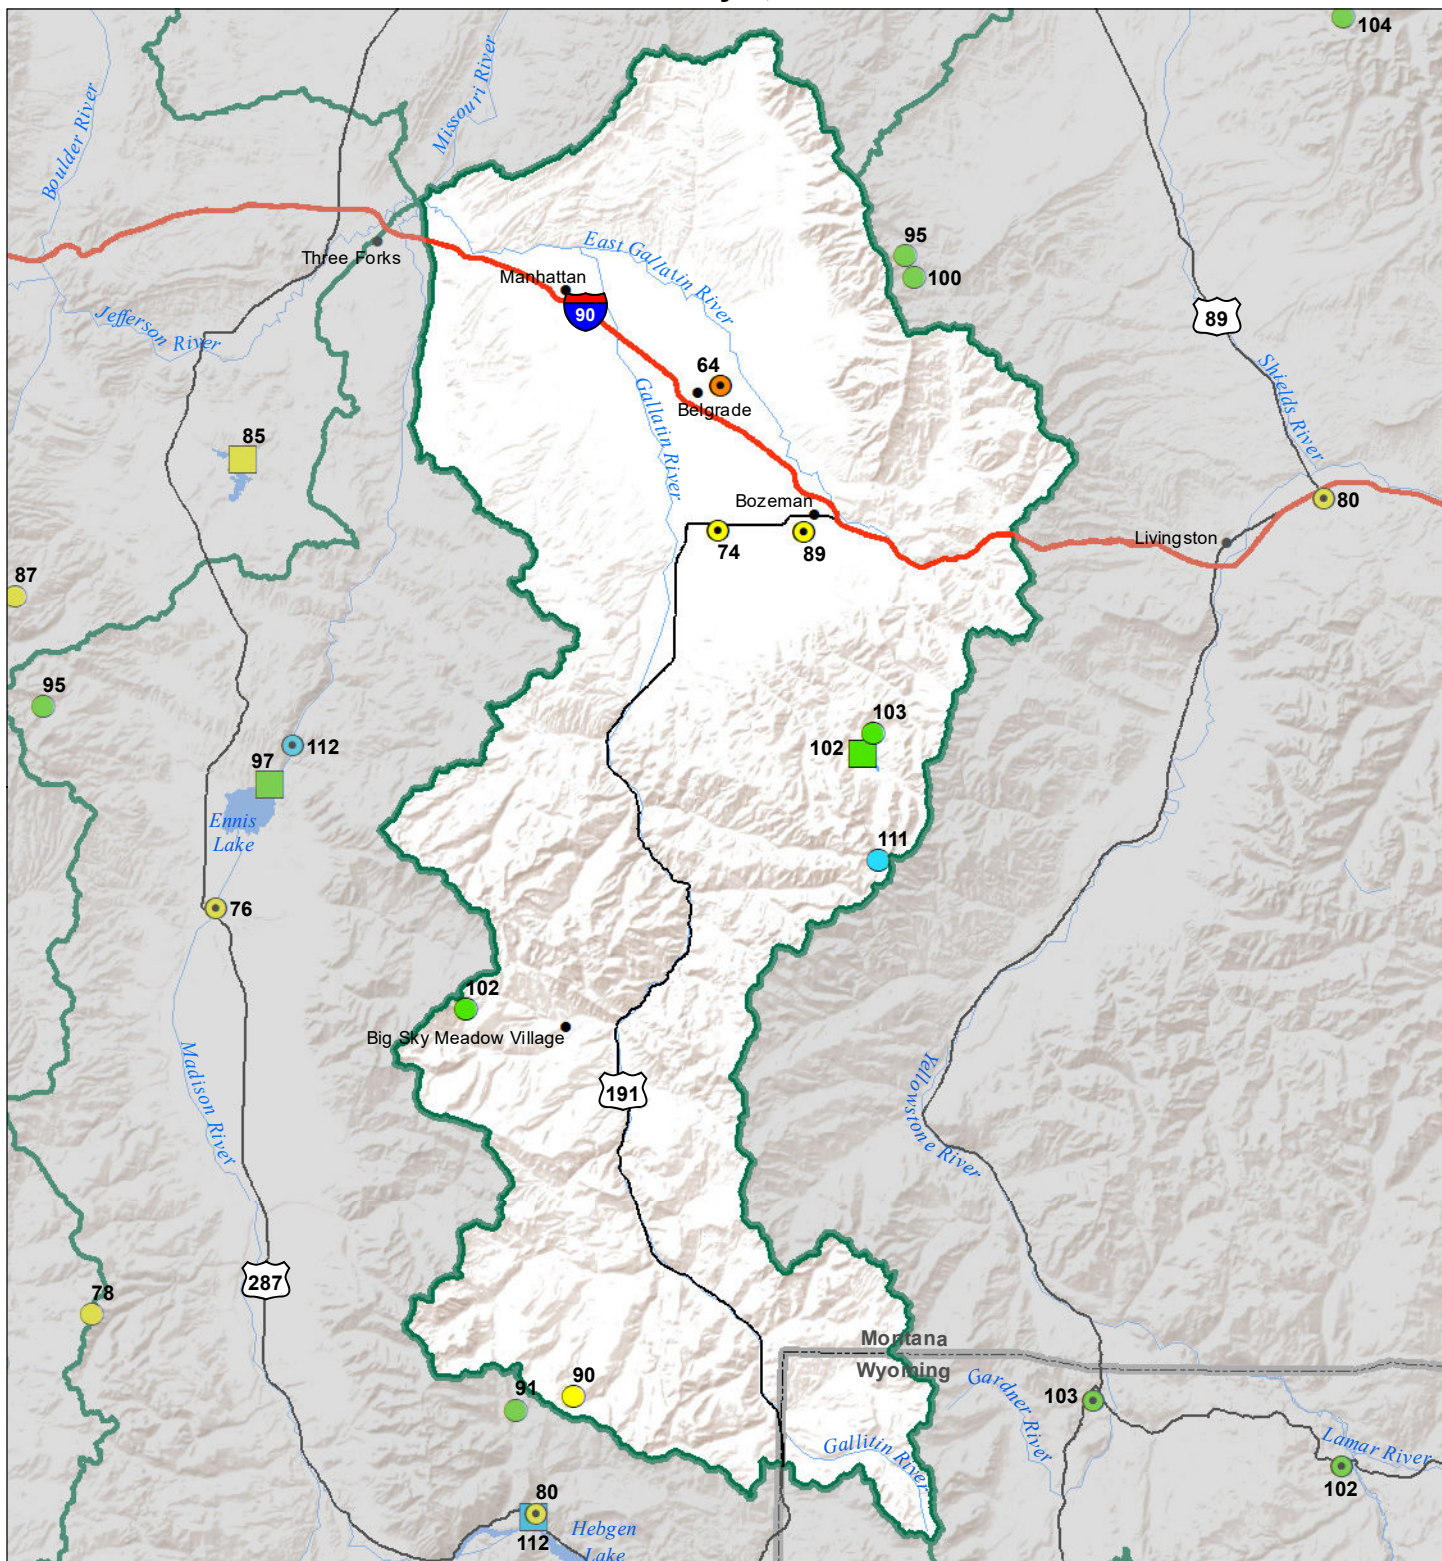 104
Missouri River
Boulder River
95
100
East Gallatin River
Three Forks
Manhattan
90
89
Jefferson River
64
Belgrade
Gallatin River
Shields River
85
Bozeman
80
74
89
Livingston
87
95
103
102
112
97
Ennis
Lake
111
76
102
Big Sky Meadow Village
Madison River
191
Yellowstone River
287
78
Montana
Wyoming
91
90
103
Gardner River
Gallitin River
Lamar River
102
80
112
Hebgen
Lake